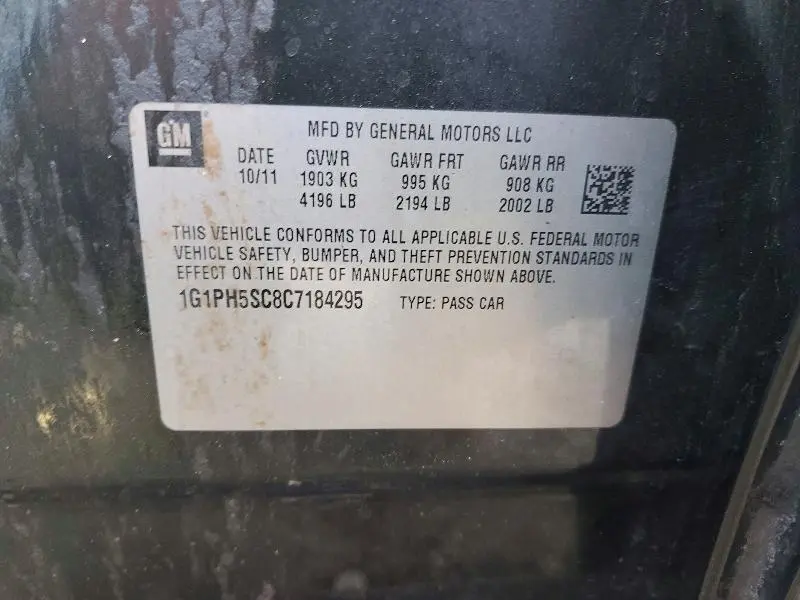 GM
MFD BY GENERAL MOTORS LLC
DATE GVWR GAWR FRT GAWR RR
10/11 1903 KG 995 KG 908 KG
4196 LB 2194 LB 2002 LB
THIS VEHICLE CONFORMS TO ALL APPLICABLE U.S. FEDERAL MOTOR
VEHICLE SAFETY, BUMPER, AND THEFT PREVENTION STANDARDS IN
EFFECT ON THE DATE OF MANUFACTURE SHOWN ABOVE.
1G1PH5SC8C7184295 TYPE: PASS CAR